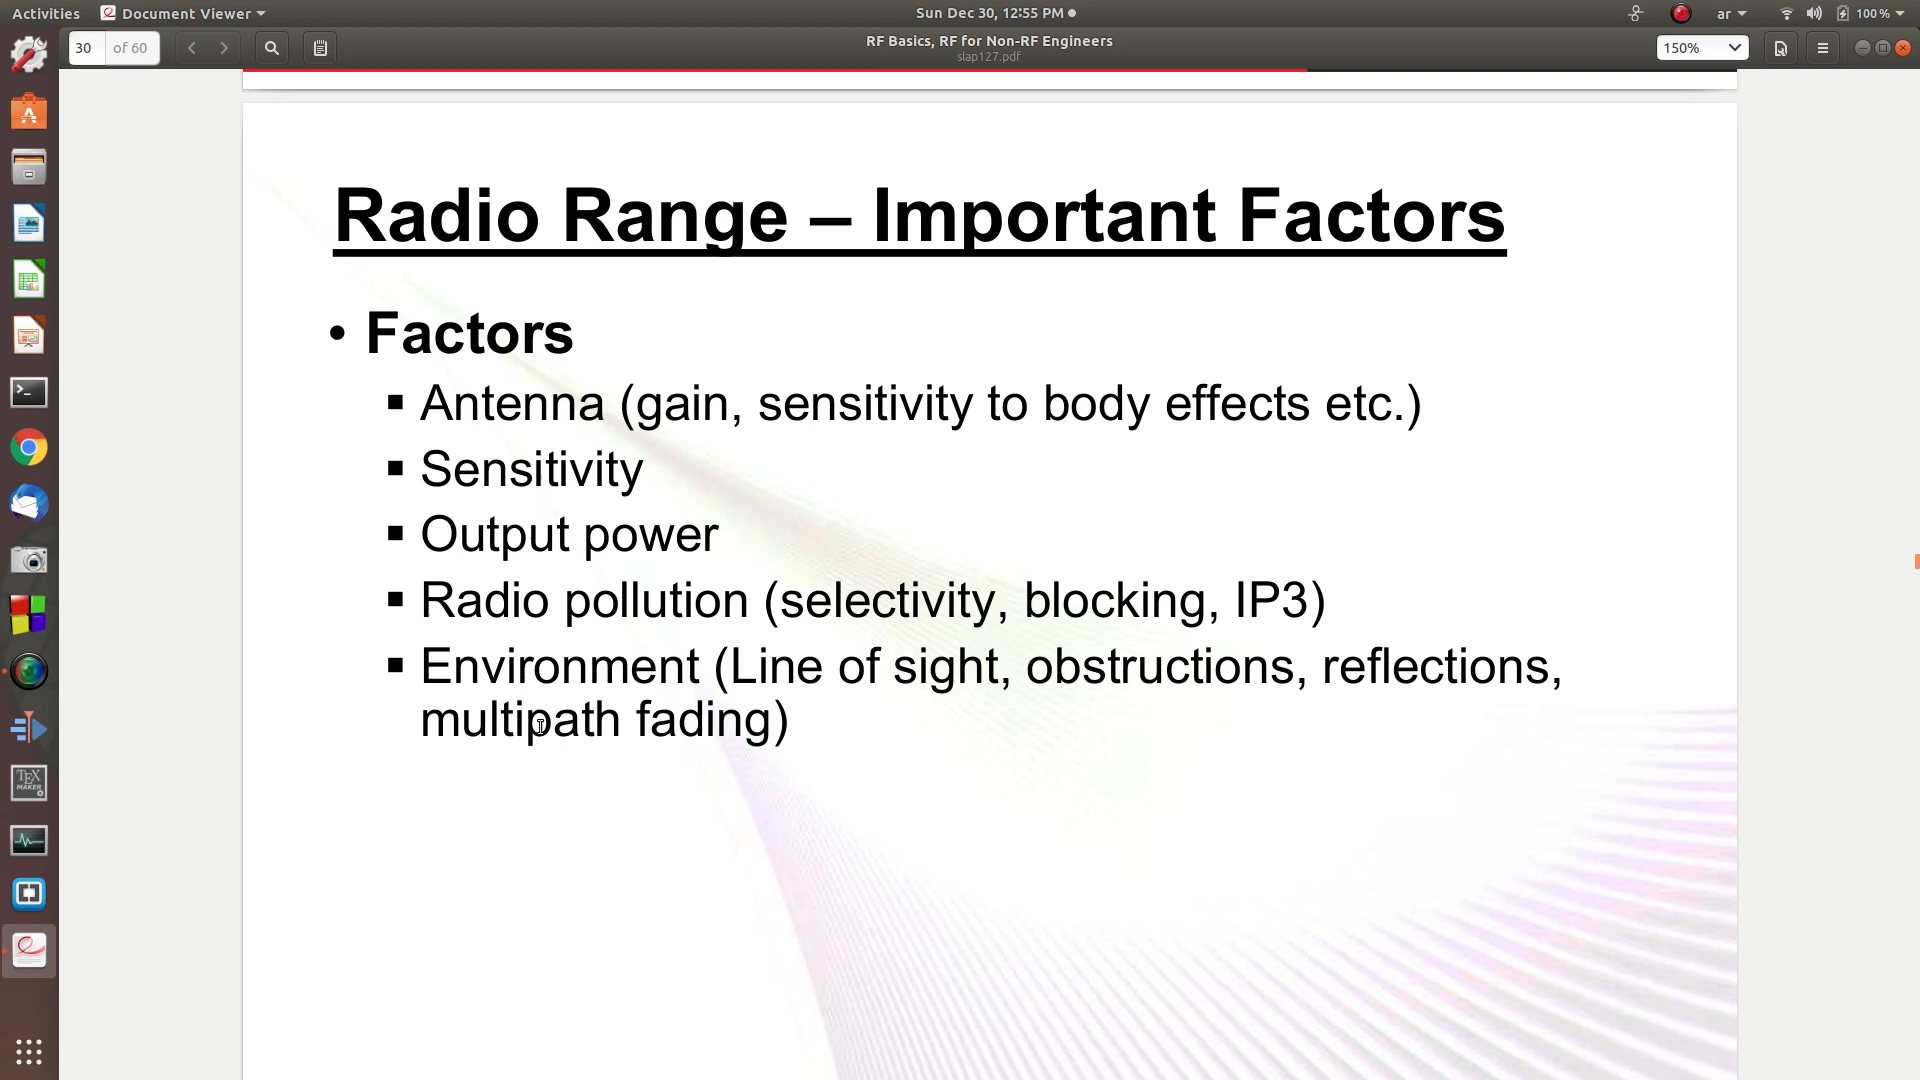 Activities Document Viewer Sun Dec 30, 12:55 PM ar 100 %
30 of 60 RF Basics, RF for Non-RF Engineers 150%
slap127.pdf
Radio Range – Important Factors
• Factors
▪ Antenna (gain, sensitivity to body effects etc.)
▪ Sensitivity
▪ Output power
▪ Radio pollution (selectivity, blocking, IP3)
▪ Environment (Line of sight, obstructions, reflections,
multipath fading)
TEX
MAKER